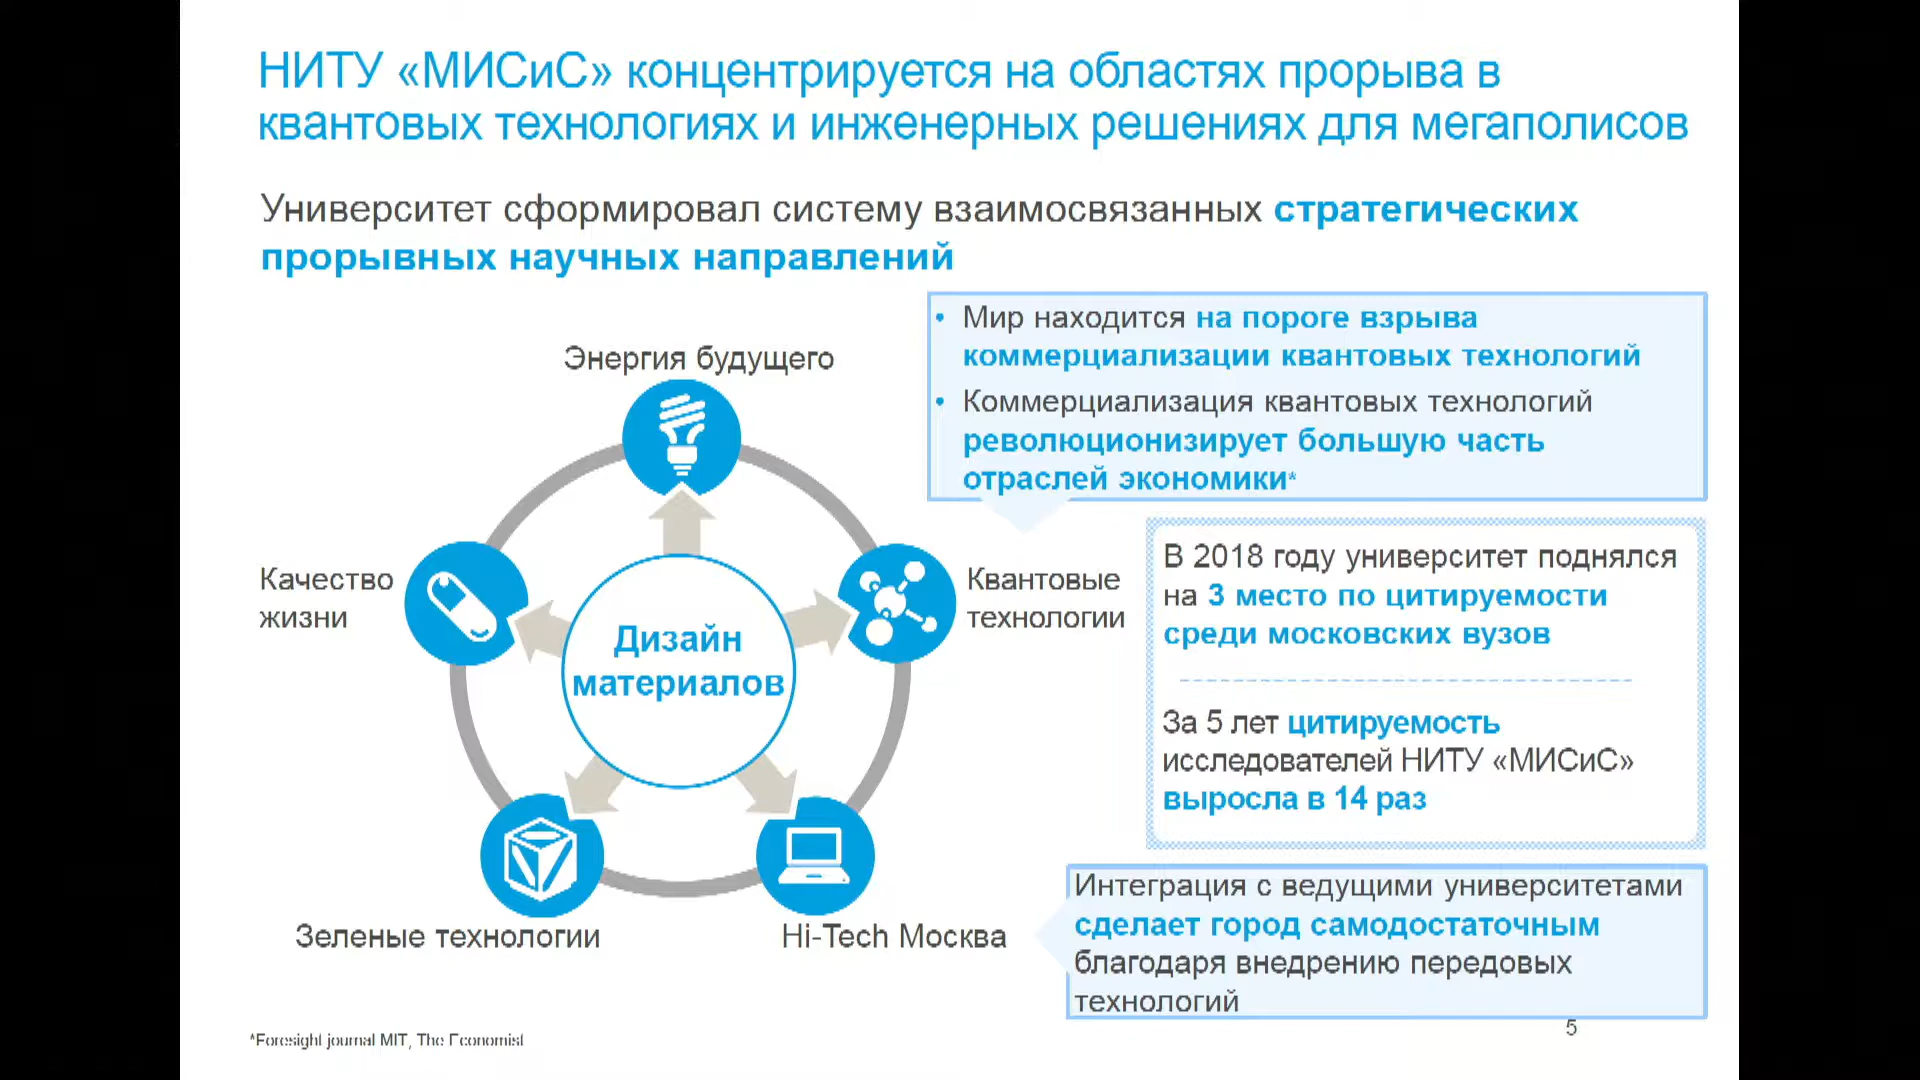 НИТУ «МИСиС» концентрируется на областях прорыва в
квантовых технологиях и инженерных решениях для мегаполисов
Университет сформировал систему взаимосвязанных стратегических
прорывных научных направлений
• Мир находится на пороге взрыва
коммерциализации квантовых технологий
• Коммерциализация квантовых технологий
революционизирует большую часть
отраслей экономики*
Энергия будущего
Качество
жизни
Квантовые
технологии
Дизайн
материалов
Зеленые технологии
Hi-Tech Москва
В 2018 году университет поднялся
на 3 место по цитируемости
среди московских вузов
За 5 лет цитируемость
исследователей НИТУ «МИСиС»
выросла в 14 раз
Интеграция с ведущими университетами
сделает город самодостаточным
благодаря внедрению передовых
технологий
*Foresight journal MIT, The Economist
5